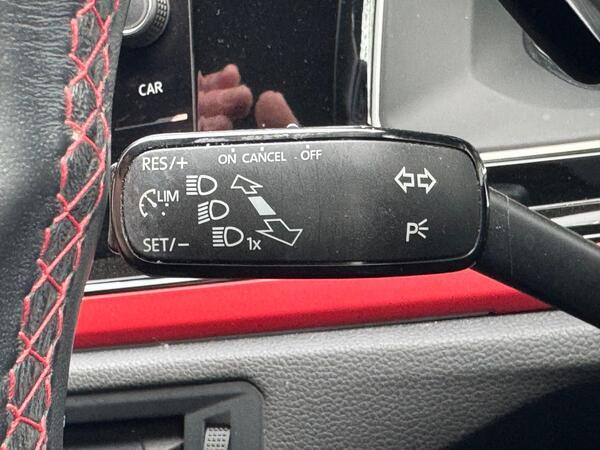 CAR
ON CANCEL OFF
RES/+
LIM
SET/- 1x
P